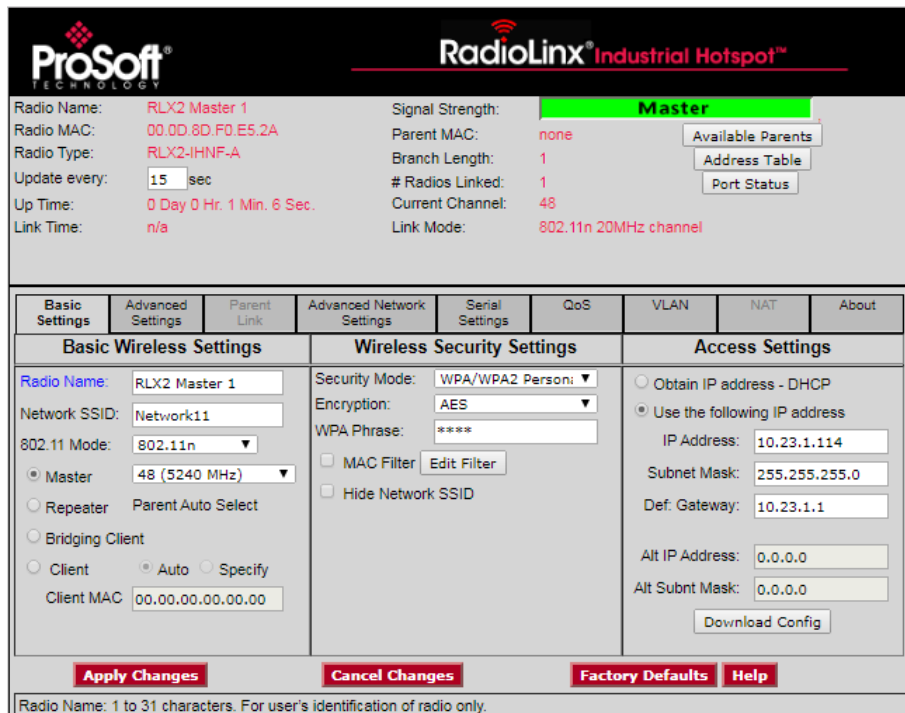 ProSoft®
TECHNOLOGY
RadioLinx® Industrial Hotspot™
Radio Name: RLX2 Master 1
Radio MAC: 00.0D.8D.F0.E5.2A
Radio Type: RLX2-IHNF-A
Update every: 15 sec
Up Time: 0 Day 0 Hr. 1 Min. 6 Sec.
Link Time: n/a
Signal Strength: Master
Parent MAC: none Available Parents
Branch Length: 1 Address Table
# Radios Linked: 1 Port Status
Current Channel: 48
Link Mode: 802.11n 20MHz channel
Basic Settings Advanced Settings Parent Link Advanced Network Settings Serial Settings QoS VLAN NAT About
Basic Wireless Settings
Radio Name: RLX2 Master 1
Network SSID: Network11
802.11 Mode: 802.11n
Master 48 (5240 MHz)
Repeater Parent Auto Select
Bridging Client
Client Auto Specify
Client MAC 00.00.00.00.00.00
Wireless Security Settings
Security Mode: WPA/WPA2 Persona
Encryption: AES
WPA Phrase: ****
MAC Filter Edit Filter
Hide Network SSID
Access Settings
Obtain IP address - DHCP
Use the following IP address
IP Address: 10.23.1.114
Subnet Mask: 255.255.255.0
Def: Gateway: 10.23.1.1
Alt IP Address: 0.0.0.0
Alt Subnt Mask: 0.0.0.0
Download Config
Apply Changes Cancel Changes Factory Defaults Help
Radio Name: 1 to 31 characters. For user's identification of radio only.